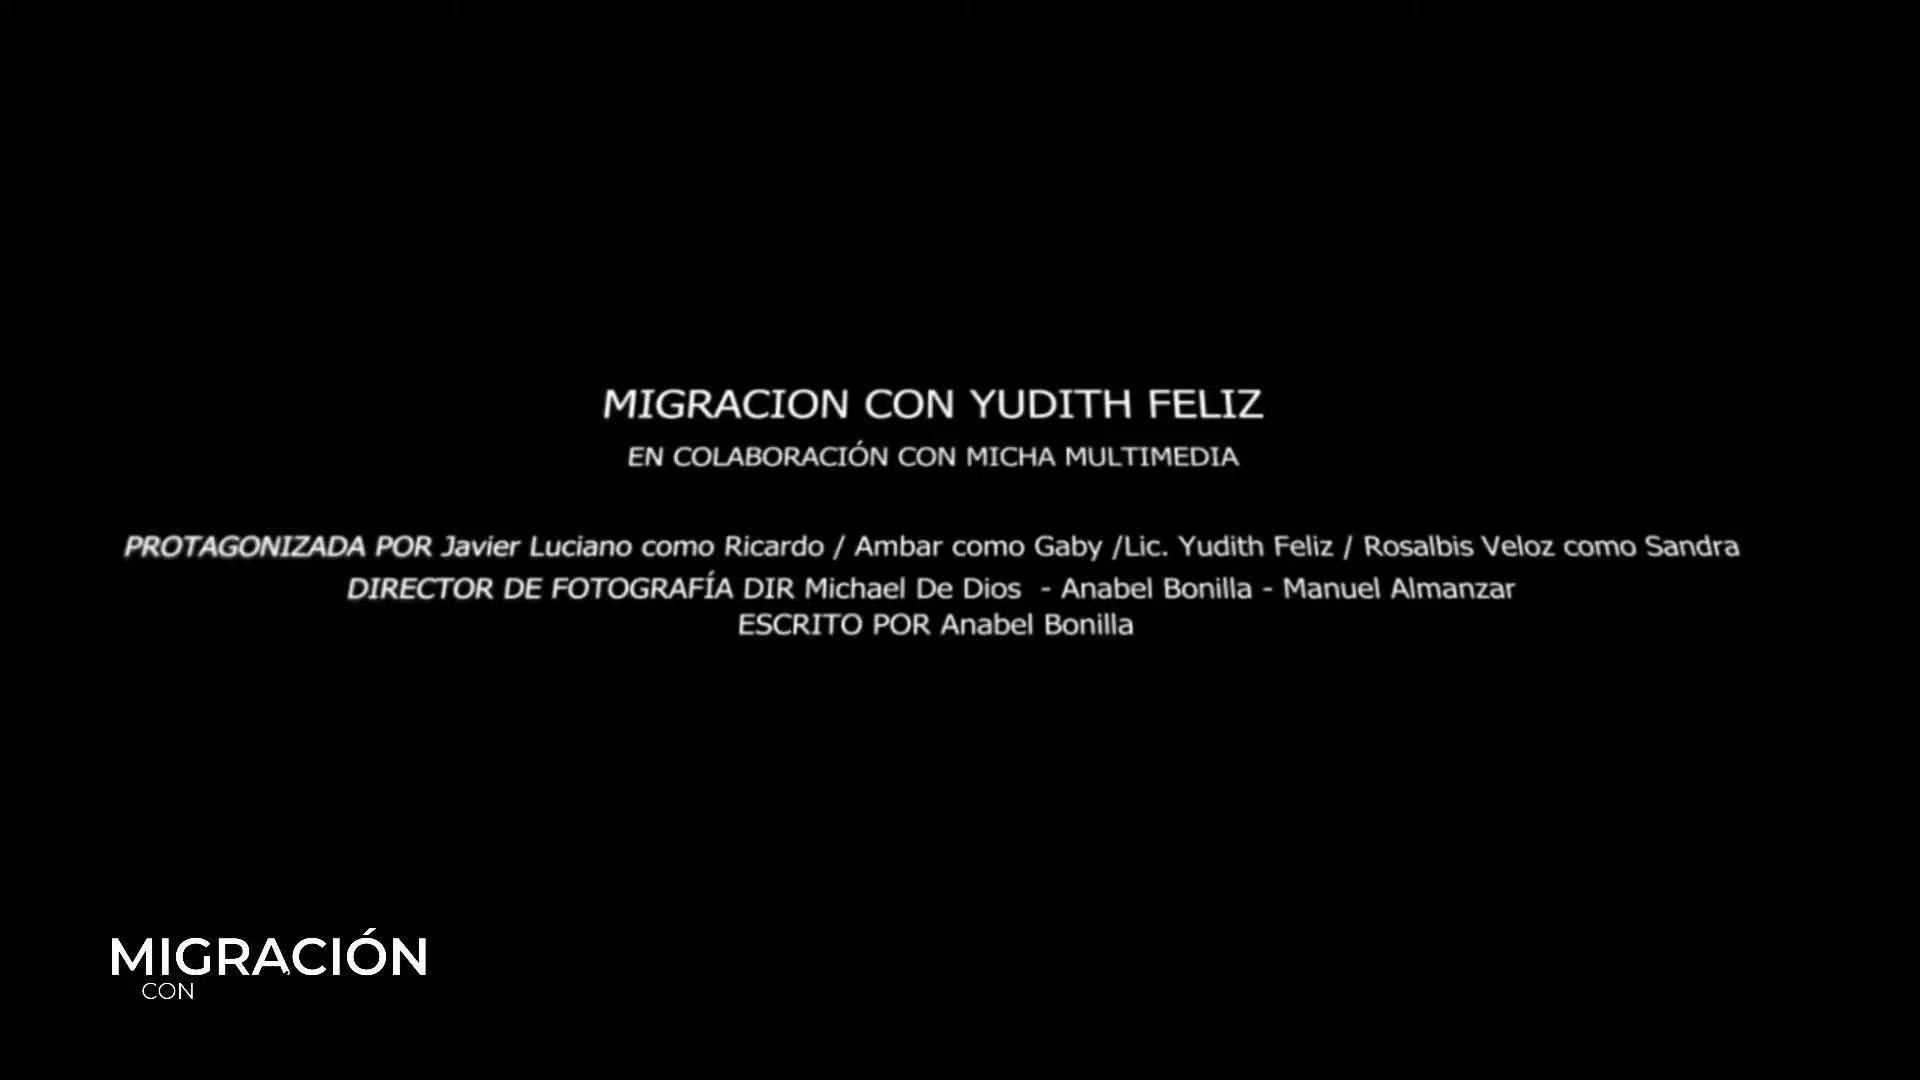 MIGRACION CON YUDITH FELIZ
EN COLABORACIÓN CON MICHA MULTIMEDIA
PROTAGONIZADA POR Javier Luciano como Ricardo / Ambar como Gaby /Lic. Yudith Feliz / Rosalbis Veloz como Sandra
DIRECTOR DE FOTOGRAFÍA DIR Michael De Dios - Anabel Bonilla - Manuel Almanzar
ESCRITO POR Anabel Bonilla
MIGRACIÓN
CON